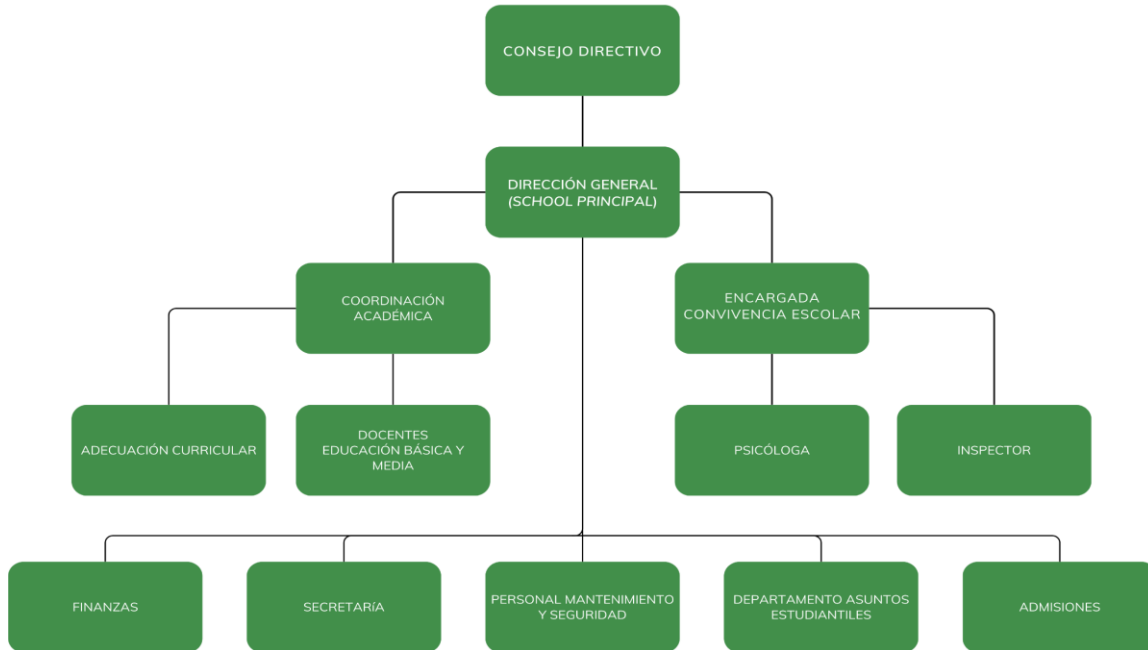 CONSEJO DIRECTIVO
DIRECCIÓN GENERAL
(SCHOOL PRINCIPAL)
COORDINACIÓN
ACADÉMICA
ENCARGADA
CONVIVENCIA ESCOLAR
ADECUACIÓN CURRICULAR
DOCENTES
EDUCACIÓN BÁSICA Y
MEDIA
PSICÓLOGA
INSPECTOR
FINANZAS
SECRETARíA
PERSONAL MANTENIMIENTO
Y SEGURIDAD
DEPARTAMENTO ASUNTOS
ESTUDIANTILES
ADMISIONES